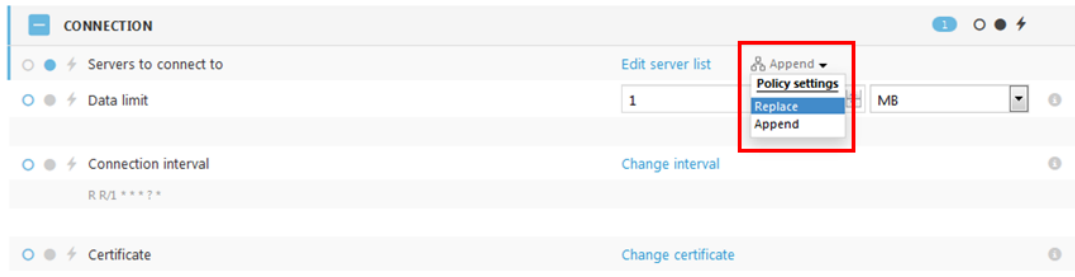 CONNECTION 1
Servers to connect to Edit server list Append
Policy settings
Replace
Append
Data limit 1 MB
Connection interval Change interval
R R/1 * * * ? *
Certificate Change certificate